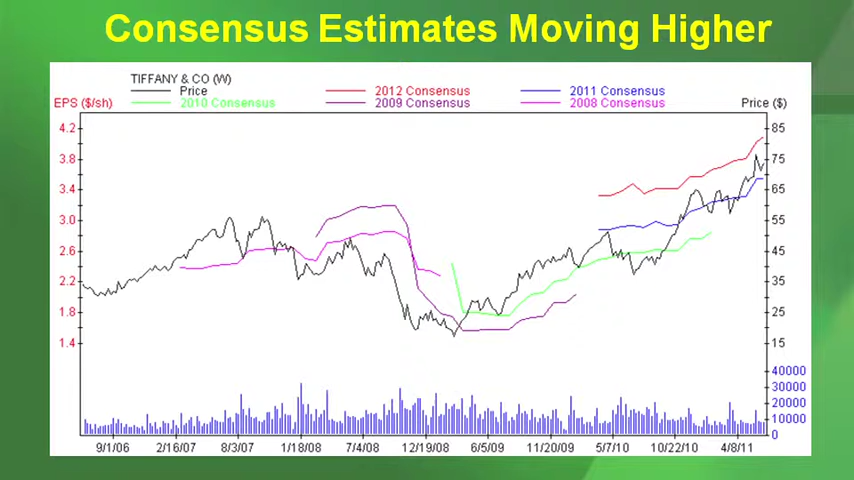 Consensus Estimates Moving Higher
TIFFANY & CO (W)
Price 2012 Consensus 2011 Consensus
EPS ($/sh) 2010 Consensus 2009 Consensus 2008 Consensus Price ($)
4.2 85
3.8 75
3.4 65
3.0 55
2.6 45
2.2 35
1.8 25
1.4 15
40000
30000
20000
10000
0
9/1/06 2/16/07 8/3/07 1/18/08 7/4/08 12/19/08 6/5/09 11/20/09 5/7/10 10/22/10 4/8/11